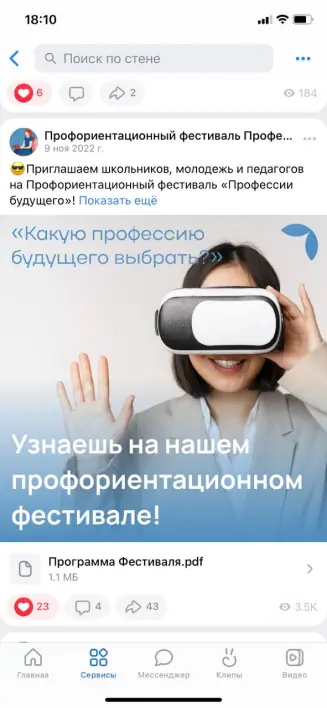 18:10
Поиск по стене
6
2
184
Профориентационный фестиваль Профе...
9 ноя 2022 г.
😎Приглашаем школьников, молодежь и педагогов
на Профориентационный фестиваль «Профессии
будущего»! Показать ещё
«Какую профессию
будущего выбрать?»
Узнаешь на нашем
профориентационном
фестивале!
Программа Фестиваля.pdf
1.1 МБ
23
4
43
3.5K
Главная
Сервисы
Мессенджер
Клипы
Видео